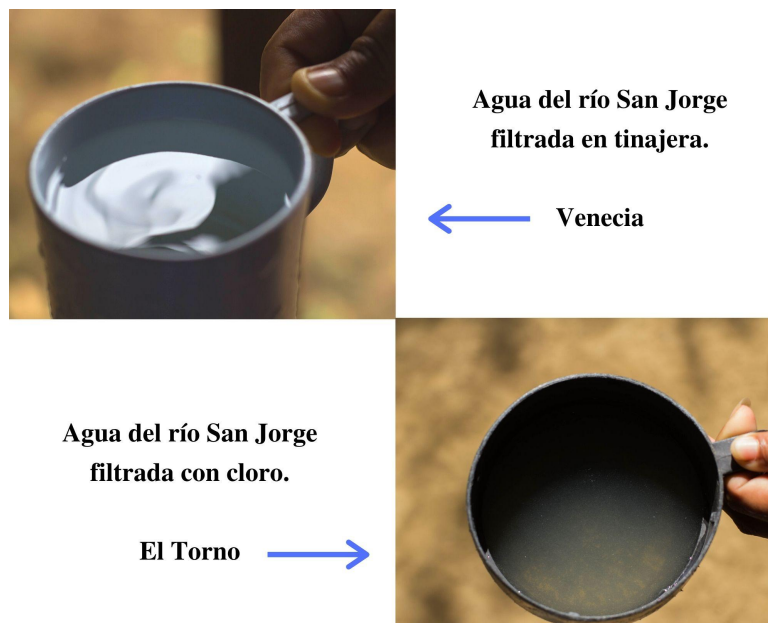 Agua del río San Jorge
filtrada en tinajera.
Venecia
Agua del río San Jorge
filtrada con cloro.
El Torno